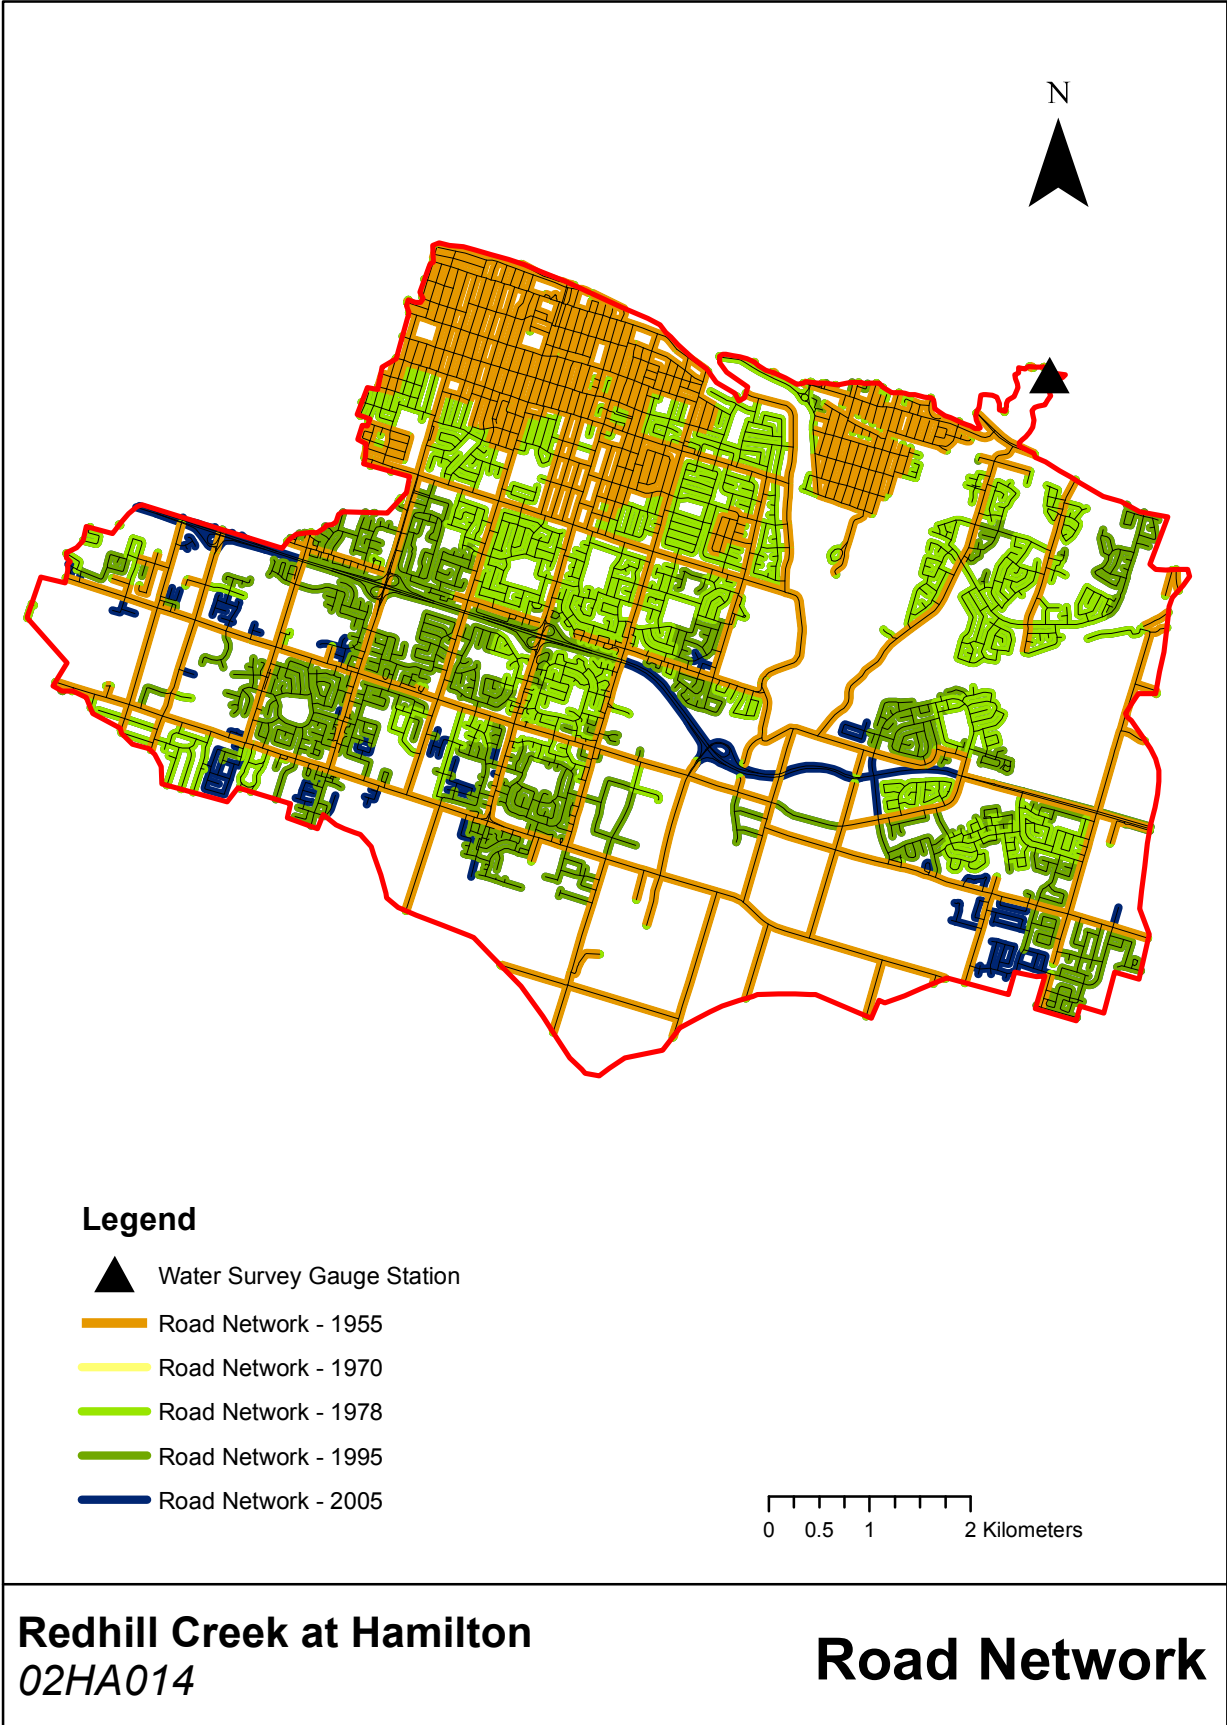 N
Legend
Water Survey Gauge Station
Road Network - 1955
Road Network - 1970
Road Network - 1978
Road Network - 1995
Road Network - 2005
0 0.5 1 2 Kilometers
Redhill Creek at Hamilton
02HA014
Road Network